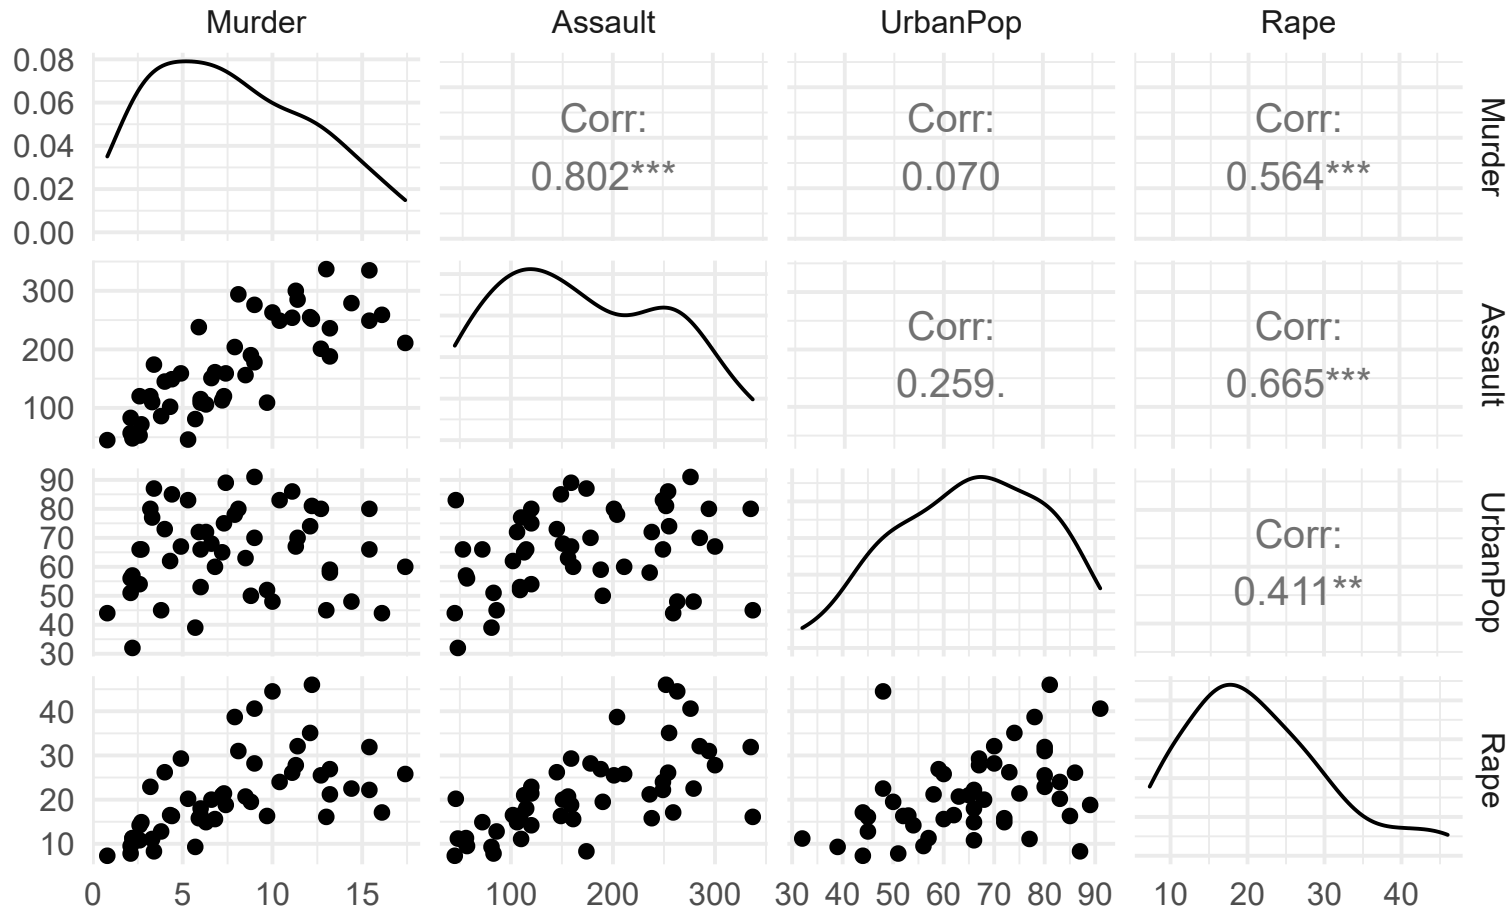 Murder Assault UrbanPop Rape
0.08
0.06
0.04
0.02
0.00
Corr:
0.802***
Corr:
0.070
Corr:
0.564***
Murder
300
200
100
Corr:
0.259.
Corr:
0.665***
Assault
90
80
70
60
50
40
30
Corr:
0.411**
UrbanPop
40
30
20
10
Rape
0 5 10 15 100 200 300 30 40 50 60 70 80 90 10 20 30 40